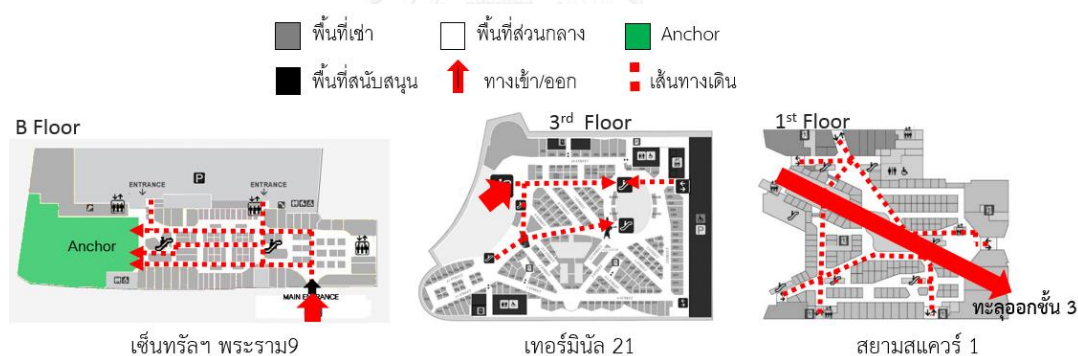 พื้นที่เช่า พื้นที่ส่วนกลาง Anchor
พื้นที่สนับสนุน ทางเข้า/ออก เส้นทางเดิน
B Floor
3rd Floor
1st Floor
ENTRANCE
P
ENTRANCE
Anchor
MAIN ENTRANCE
P
ทะลุออกชั้น 3
เซ็นทรัลฯ พระราม9 เทอร์มินัล 21 สยามสแควร์ 1